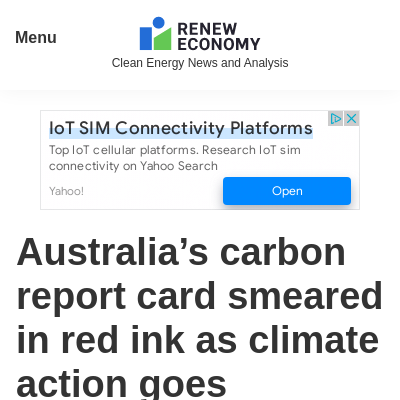 Menu
RENEW
ECONOMY
Clean Energy News and Analysis
IoT SIM Connectivity Platforms
Top IoT cellular platforms. Research IoT sim
connectivity on Yahoo Search
Yahoo!
Open
Australia’s carbon
report card smeared
in red ink as climate
action goes